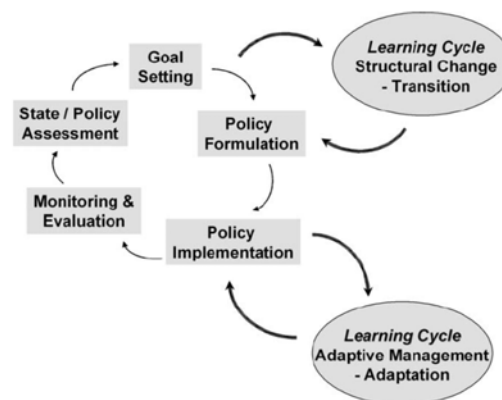 Goal
Setting
Learning Cycle
Structural Change
- Transition
State / Policy
Assessment
Policy
Formulation
Monitoring &
Evaluation
Policy
Implementation
Learning Cycle
Adaptive Management
- Adaptation